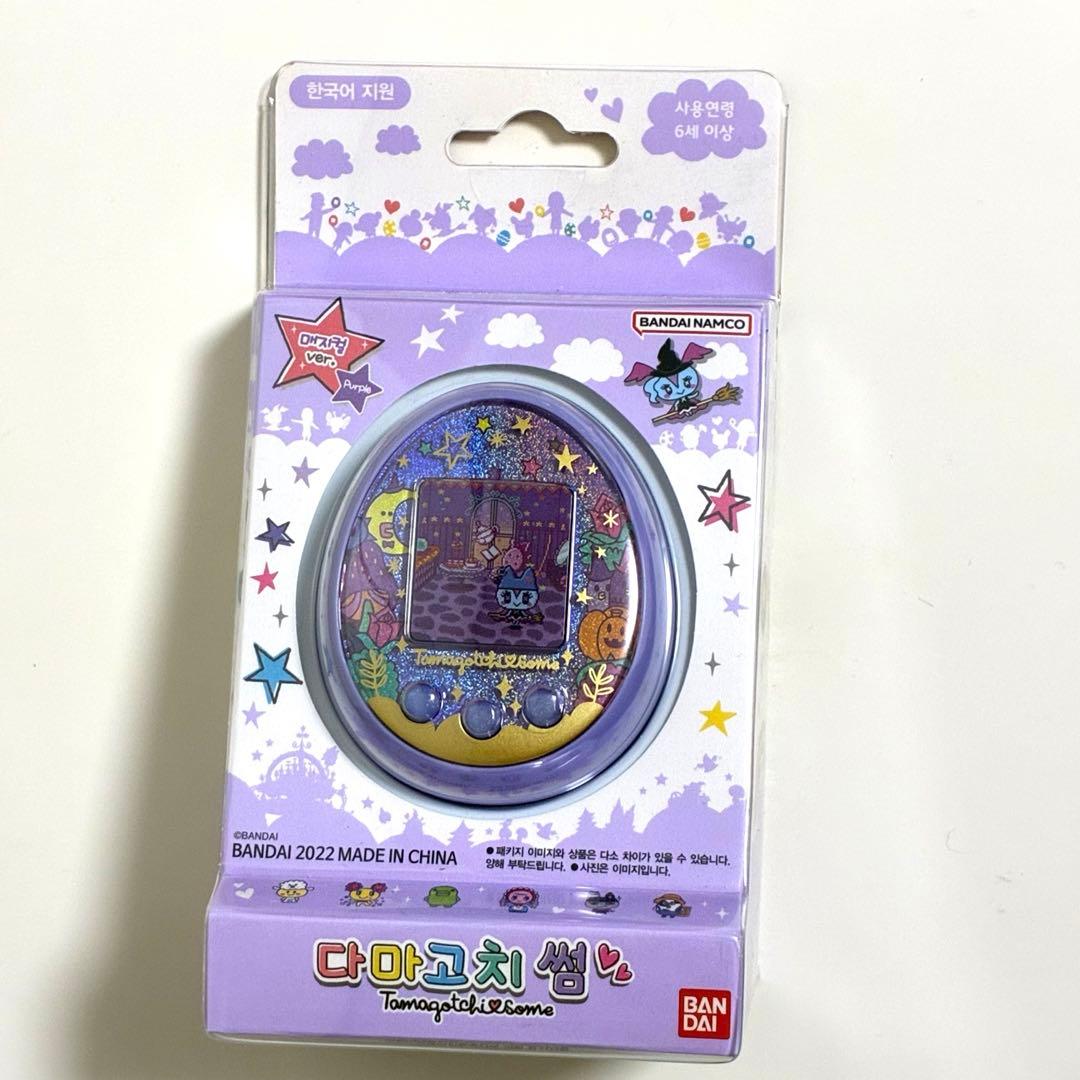 한국어 지원
사용연령
6세 이상
매지컬
ver.
Purple
BANDAI NAMCO
Tamagotchi some
©BANDAI
BANDAI 2022 MADE IN CHINA
● 패키지 이미지와 상품은 다소 차이가 있을 수 있습니다.
양해 부탁드립니다. ● 사진은 이미지입니다.
다마고치 썸
Tamagotchi some
BAN
DAI